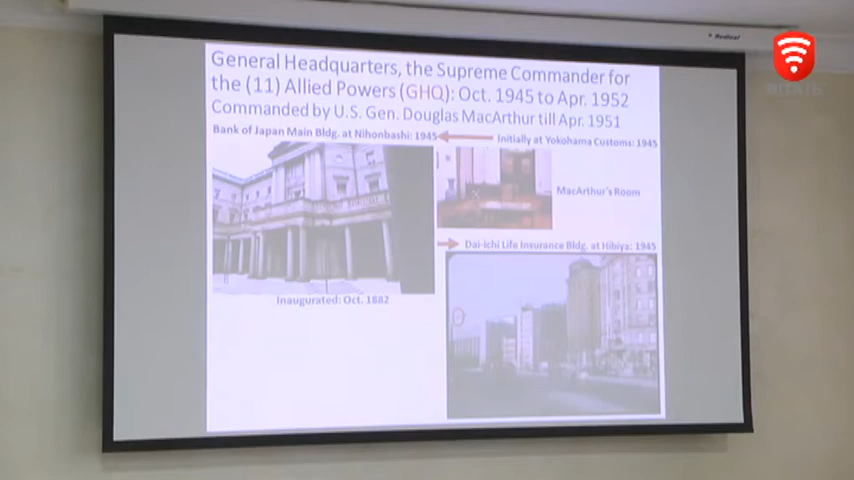 General Headquarters, the Supreme Commander for
the (11) Allied Powers (GHQ): Oct. 1945 to Apr. 1952
Commanded by U.S. Gen. Douglas MacArthur till Apr. 1951
Bank of Japan Main Bldg. at Nihonbashi: 1945
Initially at Yokohama Customs: 1945
MacArthur's Room
Dai-Ichi Life Insurance Bldg. at Hibiya: 1945
Inaugurated: Oct. 1882